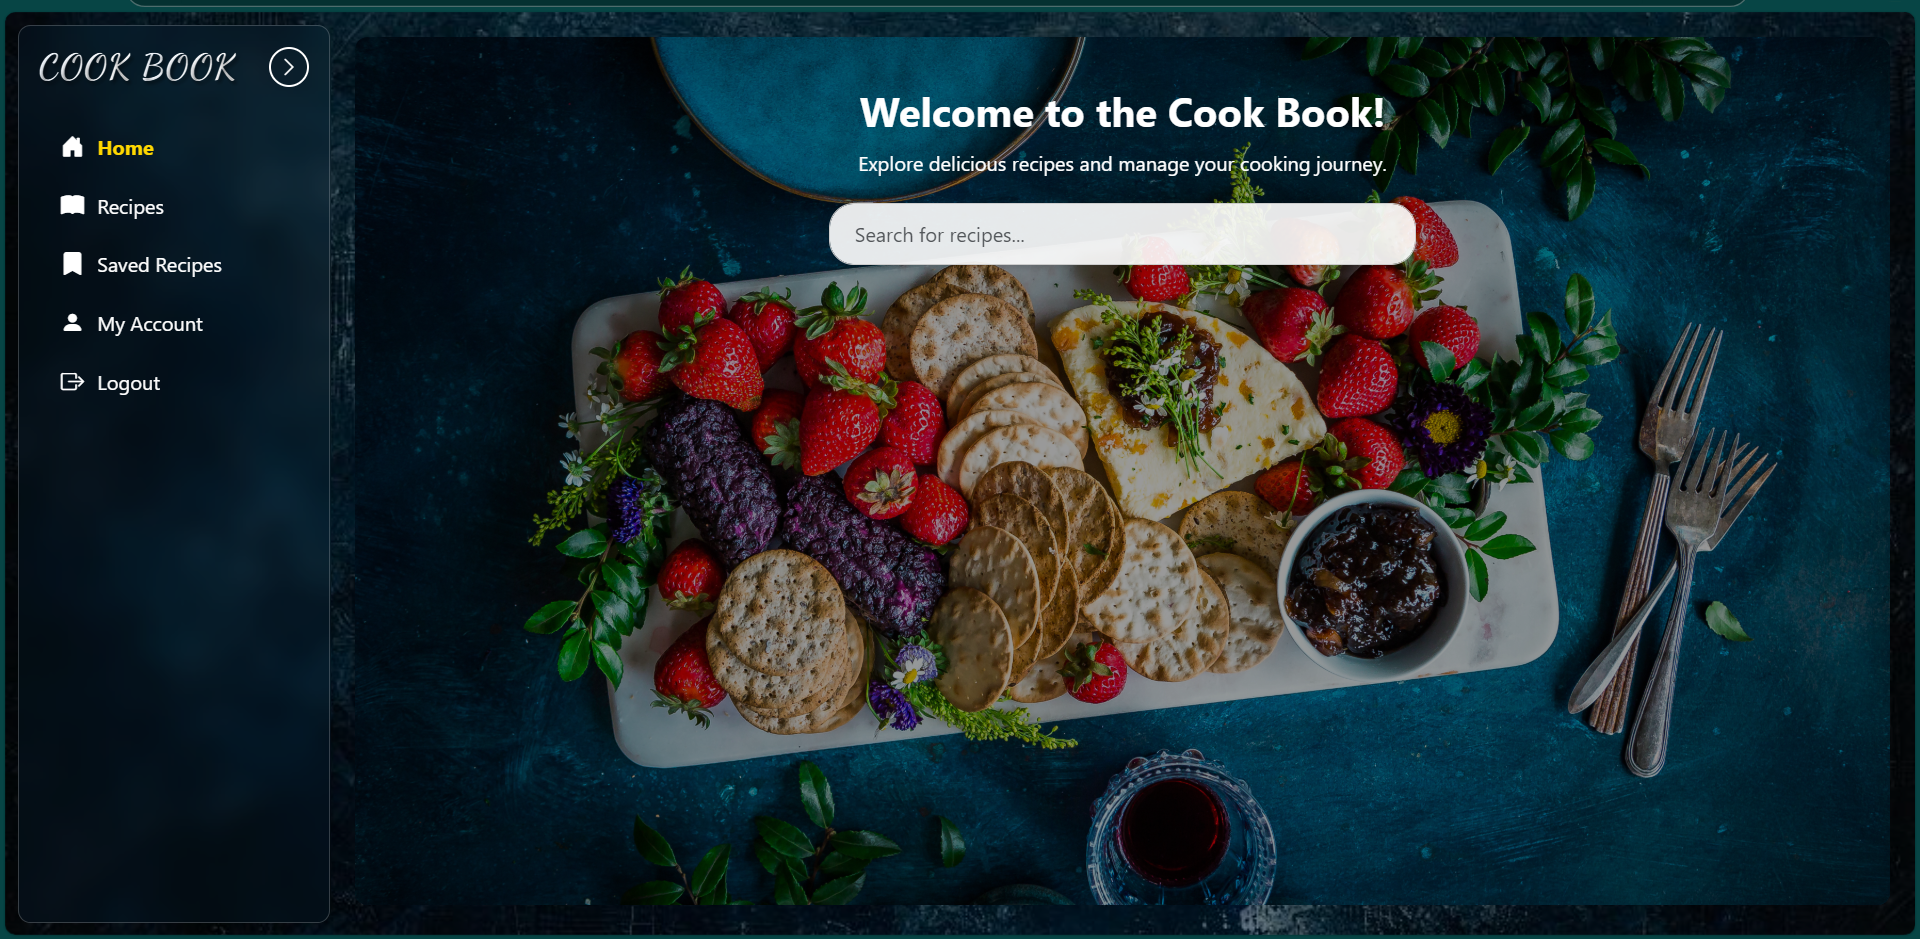 COOK BOOK
Home
Recipes
Saved Recipes
My Account
Logout
Welcome to the Cook Book!
Explore delicious recipes and manage your cooking journey.
Search for recipes...